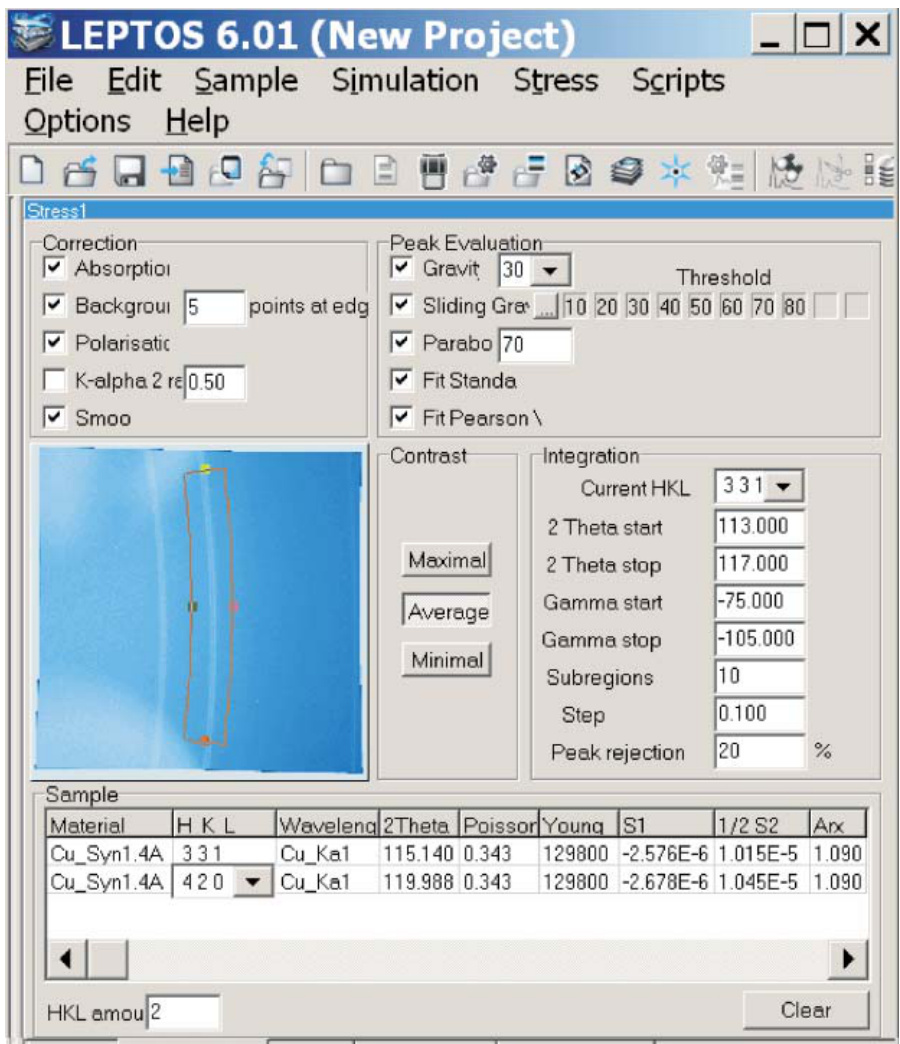 LEPTOS 6.01 (New Project)
File Edit Sample Simulation Stress Scripts
Options Help
Stress1
Correction
Absorption
Backgroui 5 points at edg
Polarisatic
K-alpha 2 re 0.50
Smoo
Peak Evaluation
Gravit 30
Threshold
Sliding Gra ... 10 20 30 40 50 60 70 80
Parabo 70
Fit Standa
Fit Pearson \
Contrast
Maximal
Average
Minimal
Integration
Current HKL 3 3 1
2 Theta start 113.000
2 Theta stop 117.000
Gamma start -75.000
Gamma stop -105.000
Subregions 10
Step 0.100
Peak rejection 20 %
Sample
Material H K L Waveleng 2Theta Poissor Young S1 1/2 S2 Arx
Cu_Syn1.4A 3 3 1 Cu_Ka1 115.140 0.343 129800 -2.576E-6 1.015E-5 1.090
Cu_Syn1.4A 4 2 0 Cu_Ka1 119.988 0.343 129800 -2.678E-6 1.045E-5 1.090
HKL amou 2
Clear